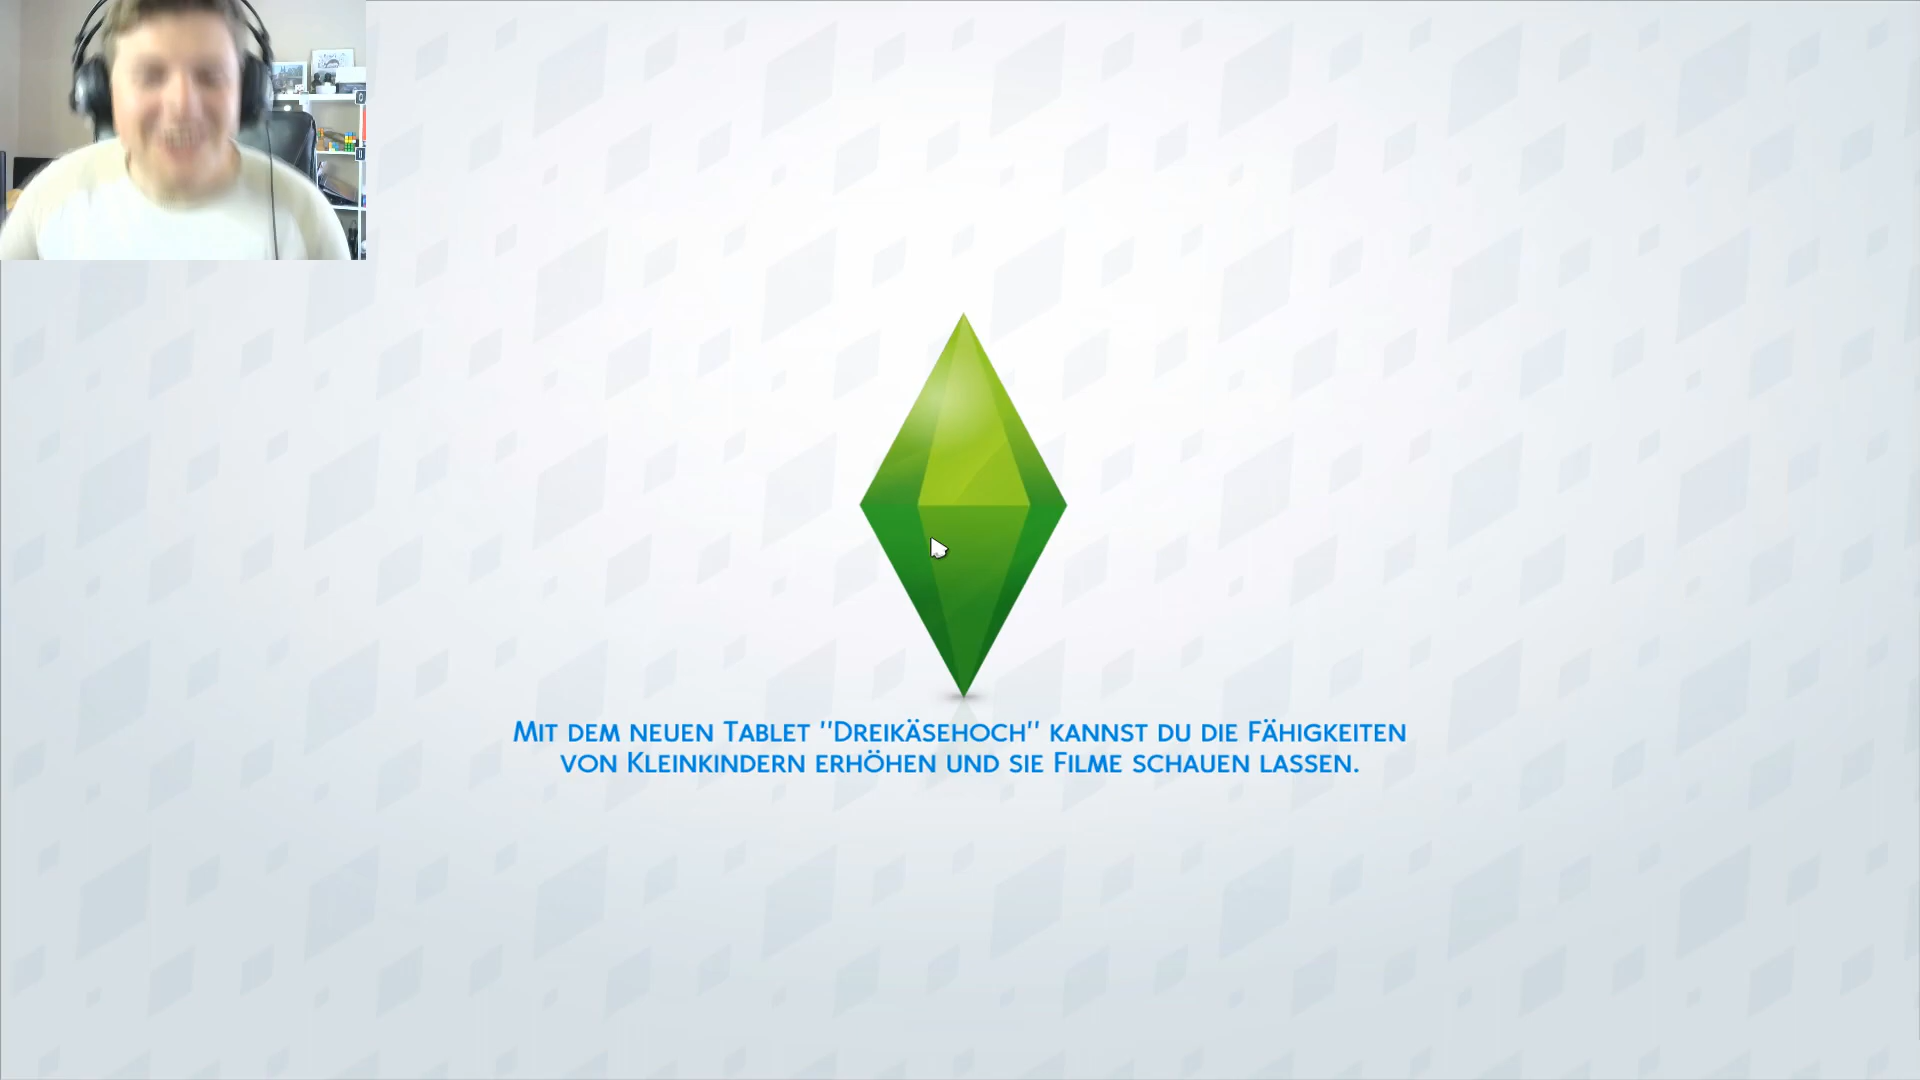 Mit dem neuen Tablet "Dreikäsehoch" kannst du die Fähigkeiten
von Kleinkindern erhöhen und sie Filme schauen lassen.